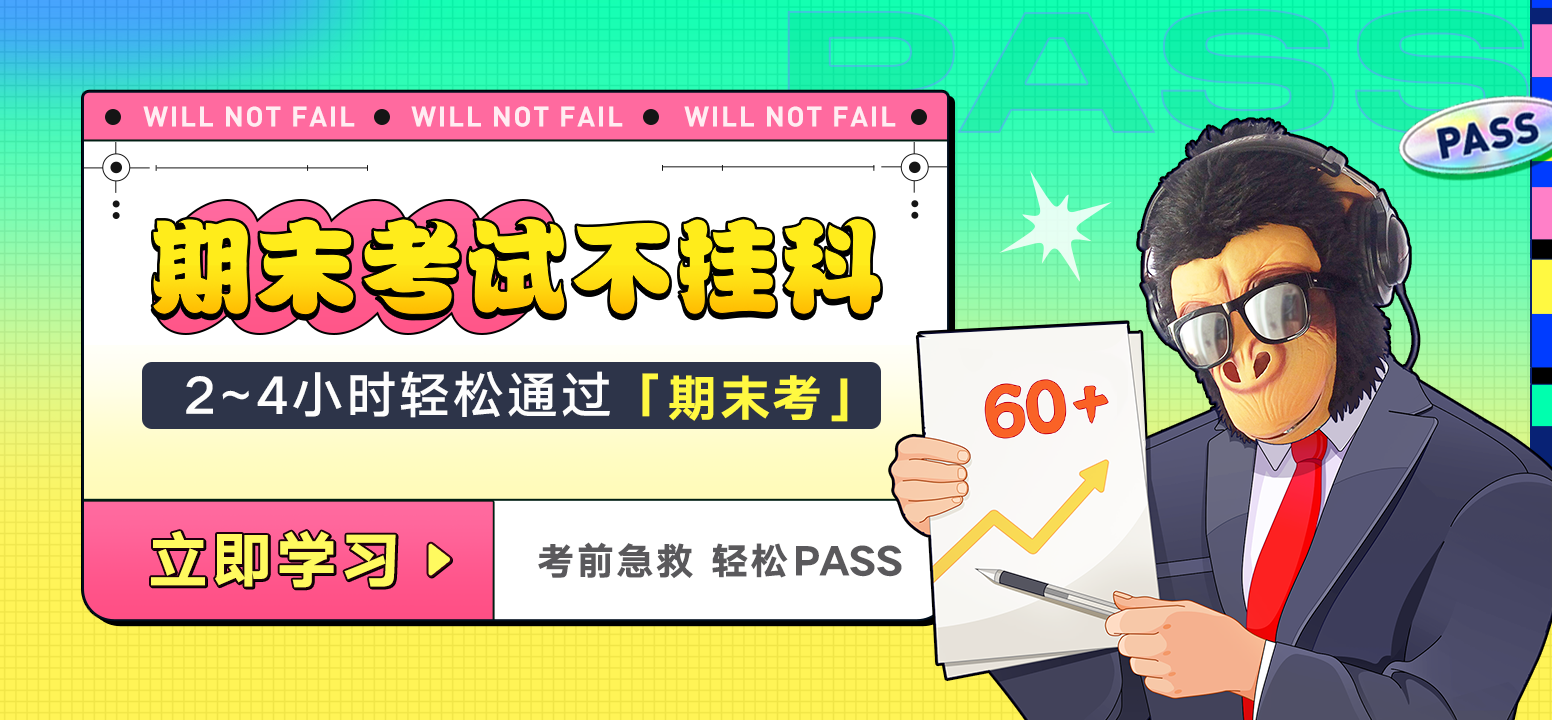 PASS
WILL NOT FAIL WILL NOT FAIL WILL NOT FAIL
PASS
期末考试不挂科
2~4小时轻松通过「期末考」
60+
立即学习
考前急救 轻松PASS